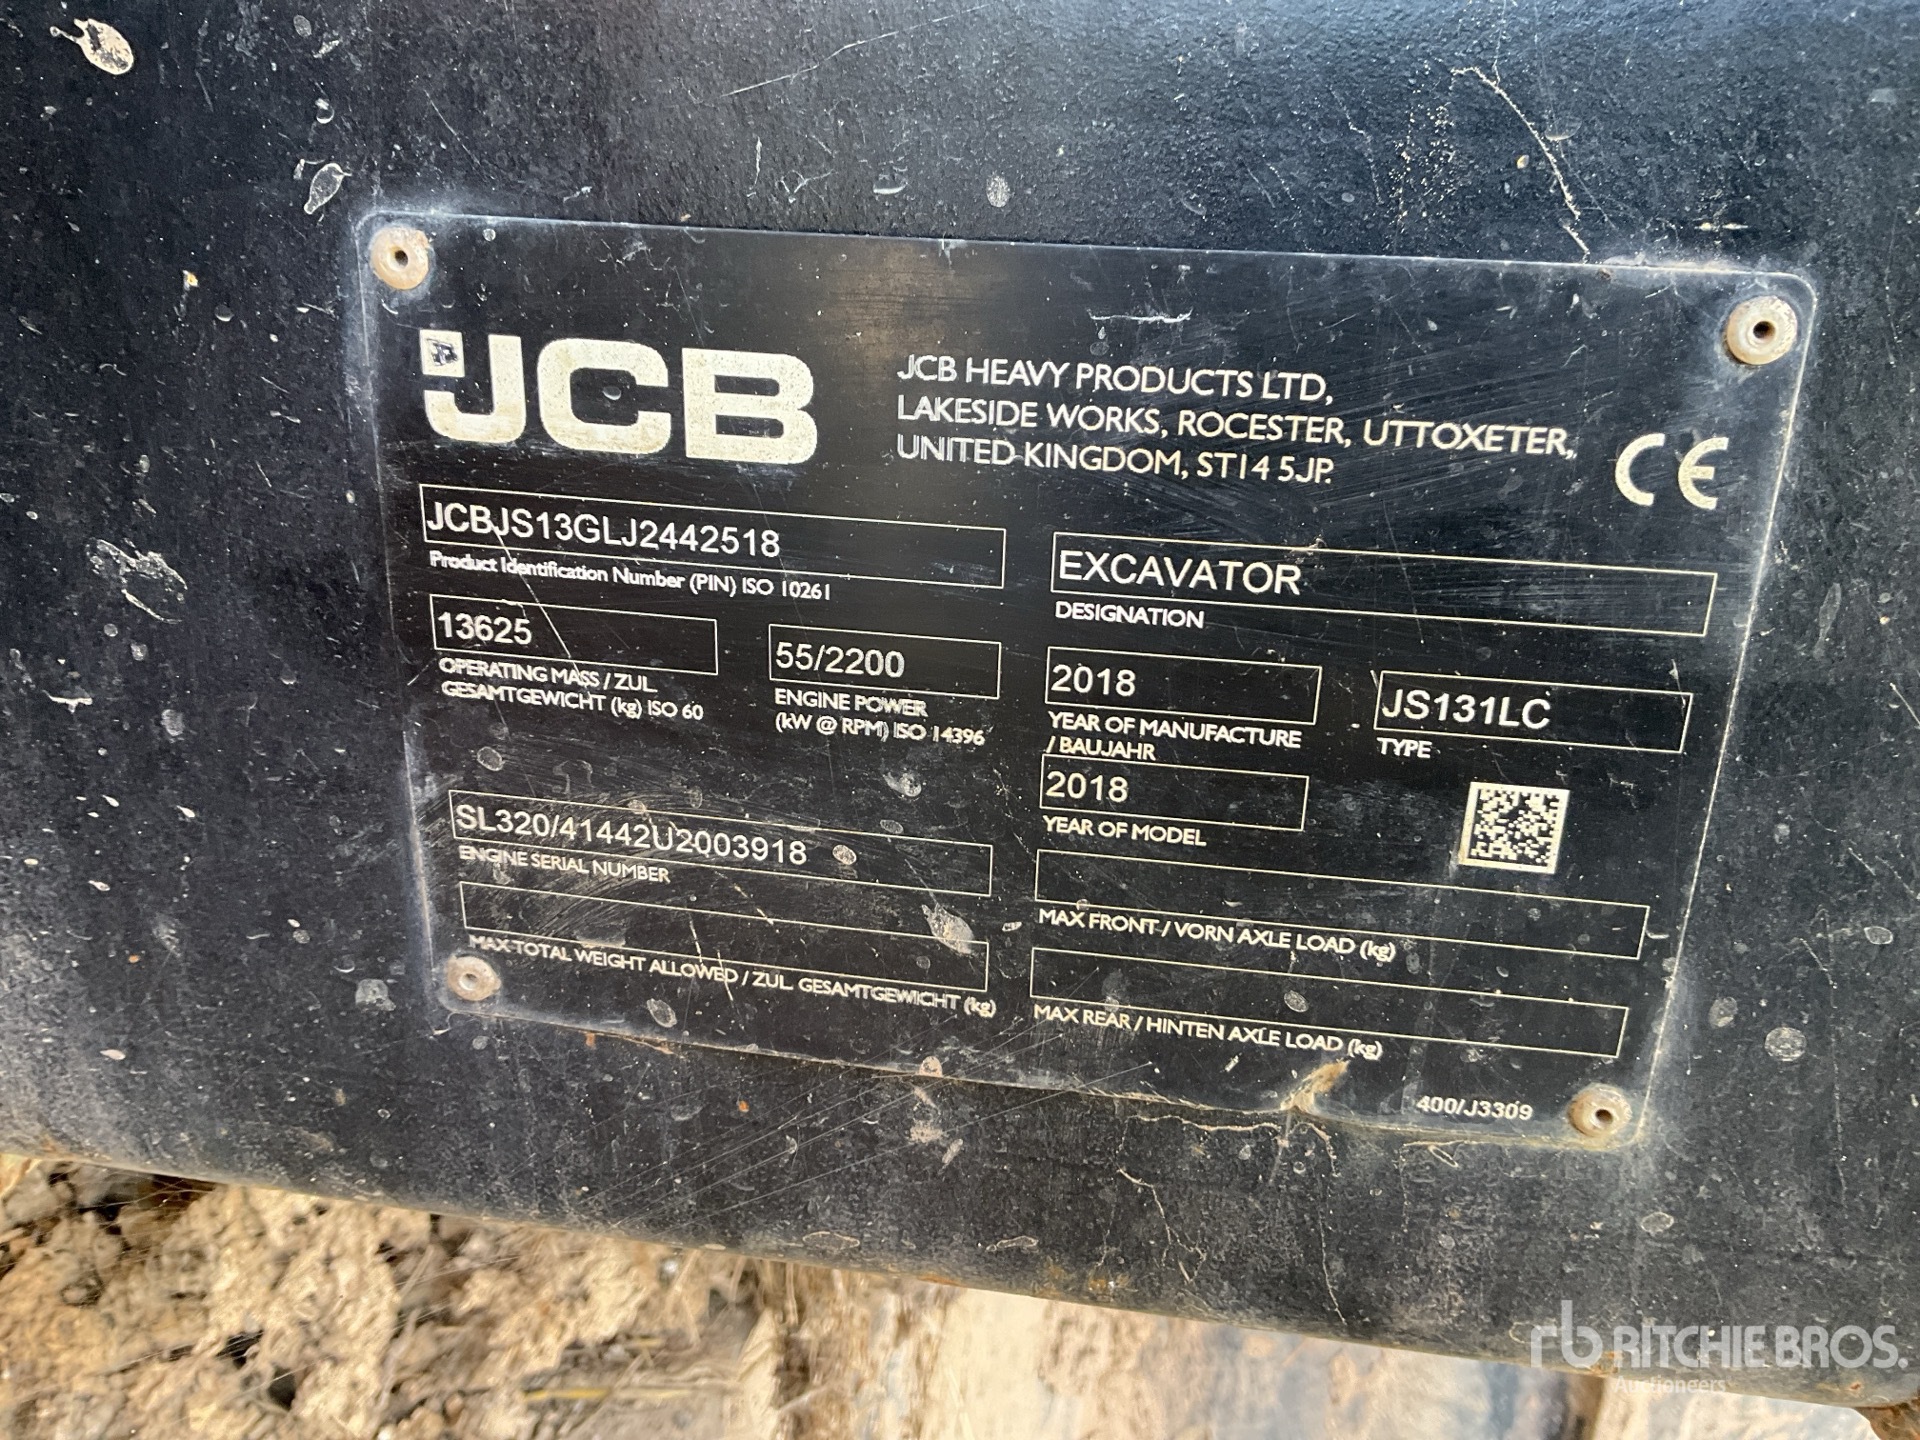 JCB
JCB HEAVY PRODUCTS LTD,
LAKESIDE WORKS, ROCESTER, UTTOXETER,
UNITED KINGDOM, ST14 5JP.
CE
JCBJS13GLJ2442518
Product Identification Number (PIN) ISO 10261
EXCAVATOR
DESIGNATION
13625
OPERATING MASS / ZUL
GESAMTGEWICHT (kg) ISO 60
55/2200
ENGINE POWER
(kW @ RPM) ISO 14396
2018
YEAR OF MANUFACTURE
/ BAUJAHR
JS131LC
TYPE
2018
YEAR OF MODEL
SL320/41442U2003918
ENGINE SERIAL NUMBER
MAX TOTAL WEIGHT ALLOWED / ZUL. GESAMTGEWICHT (kg)
MAX FRONT / VORN AXLE LOAD (kg)
MAX REAR / HINTEN AXLE LOAD (kg)
400/J3309
rb RITCHIE BROS.
Auctioneers